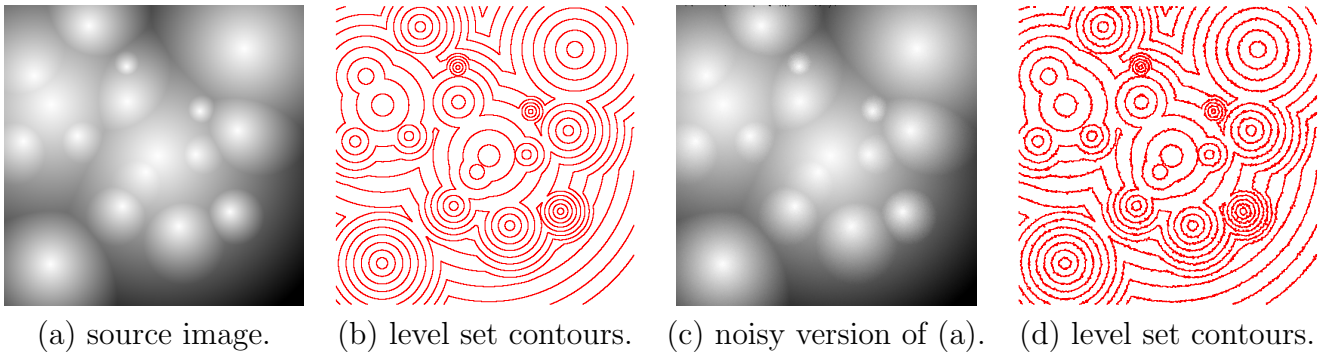 (a) source image. (b) level set contours. (c) noisy version of (a). (d) level set contours.